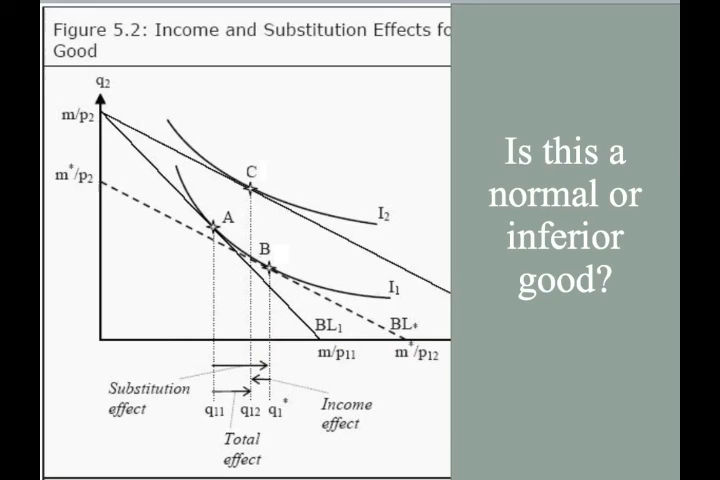 Figure 5.2: Income and Substitution Effects fo
Good
q2
m/p2
m*/p2
C
A
B
I2
I1
BL1
BL*
m/p11
m*/p12
Substitution
effect
q11
q12
q1*
Income
effect
Total
effect
Is this a
normal or
inferior
good?